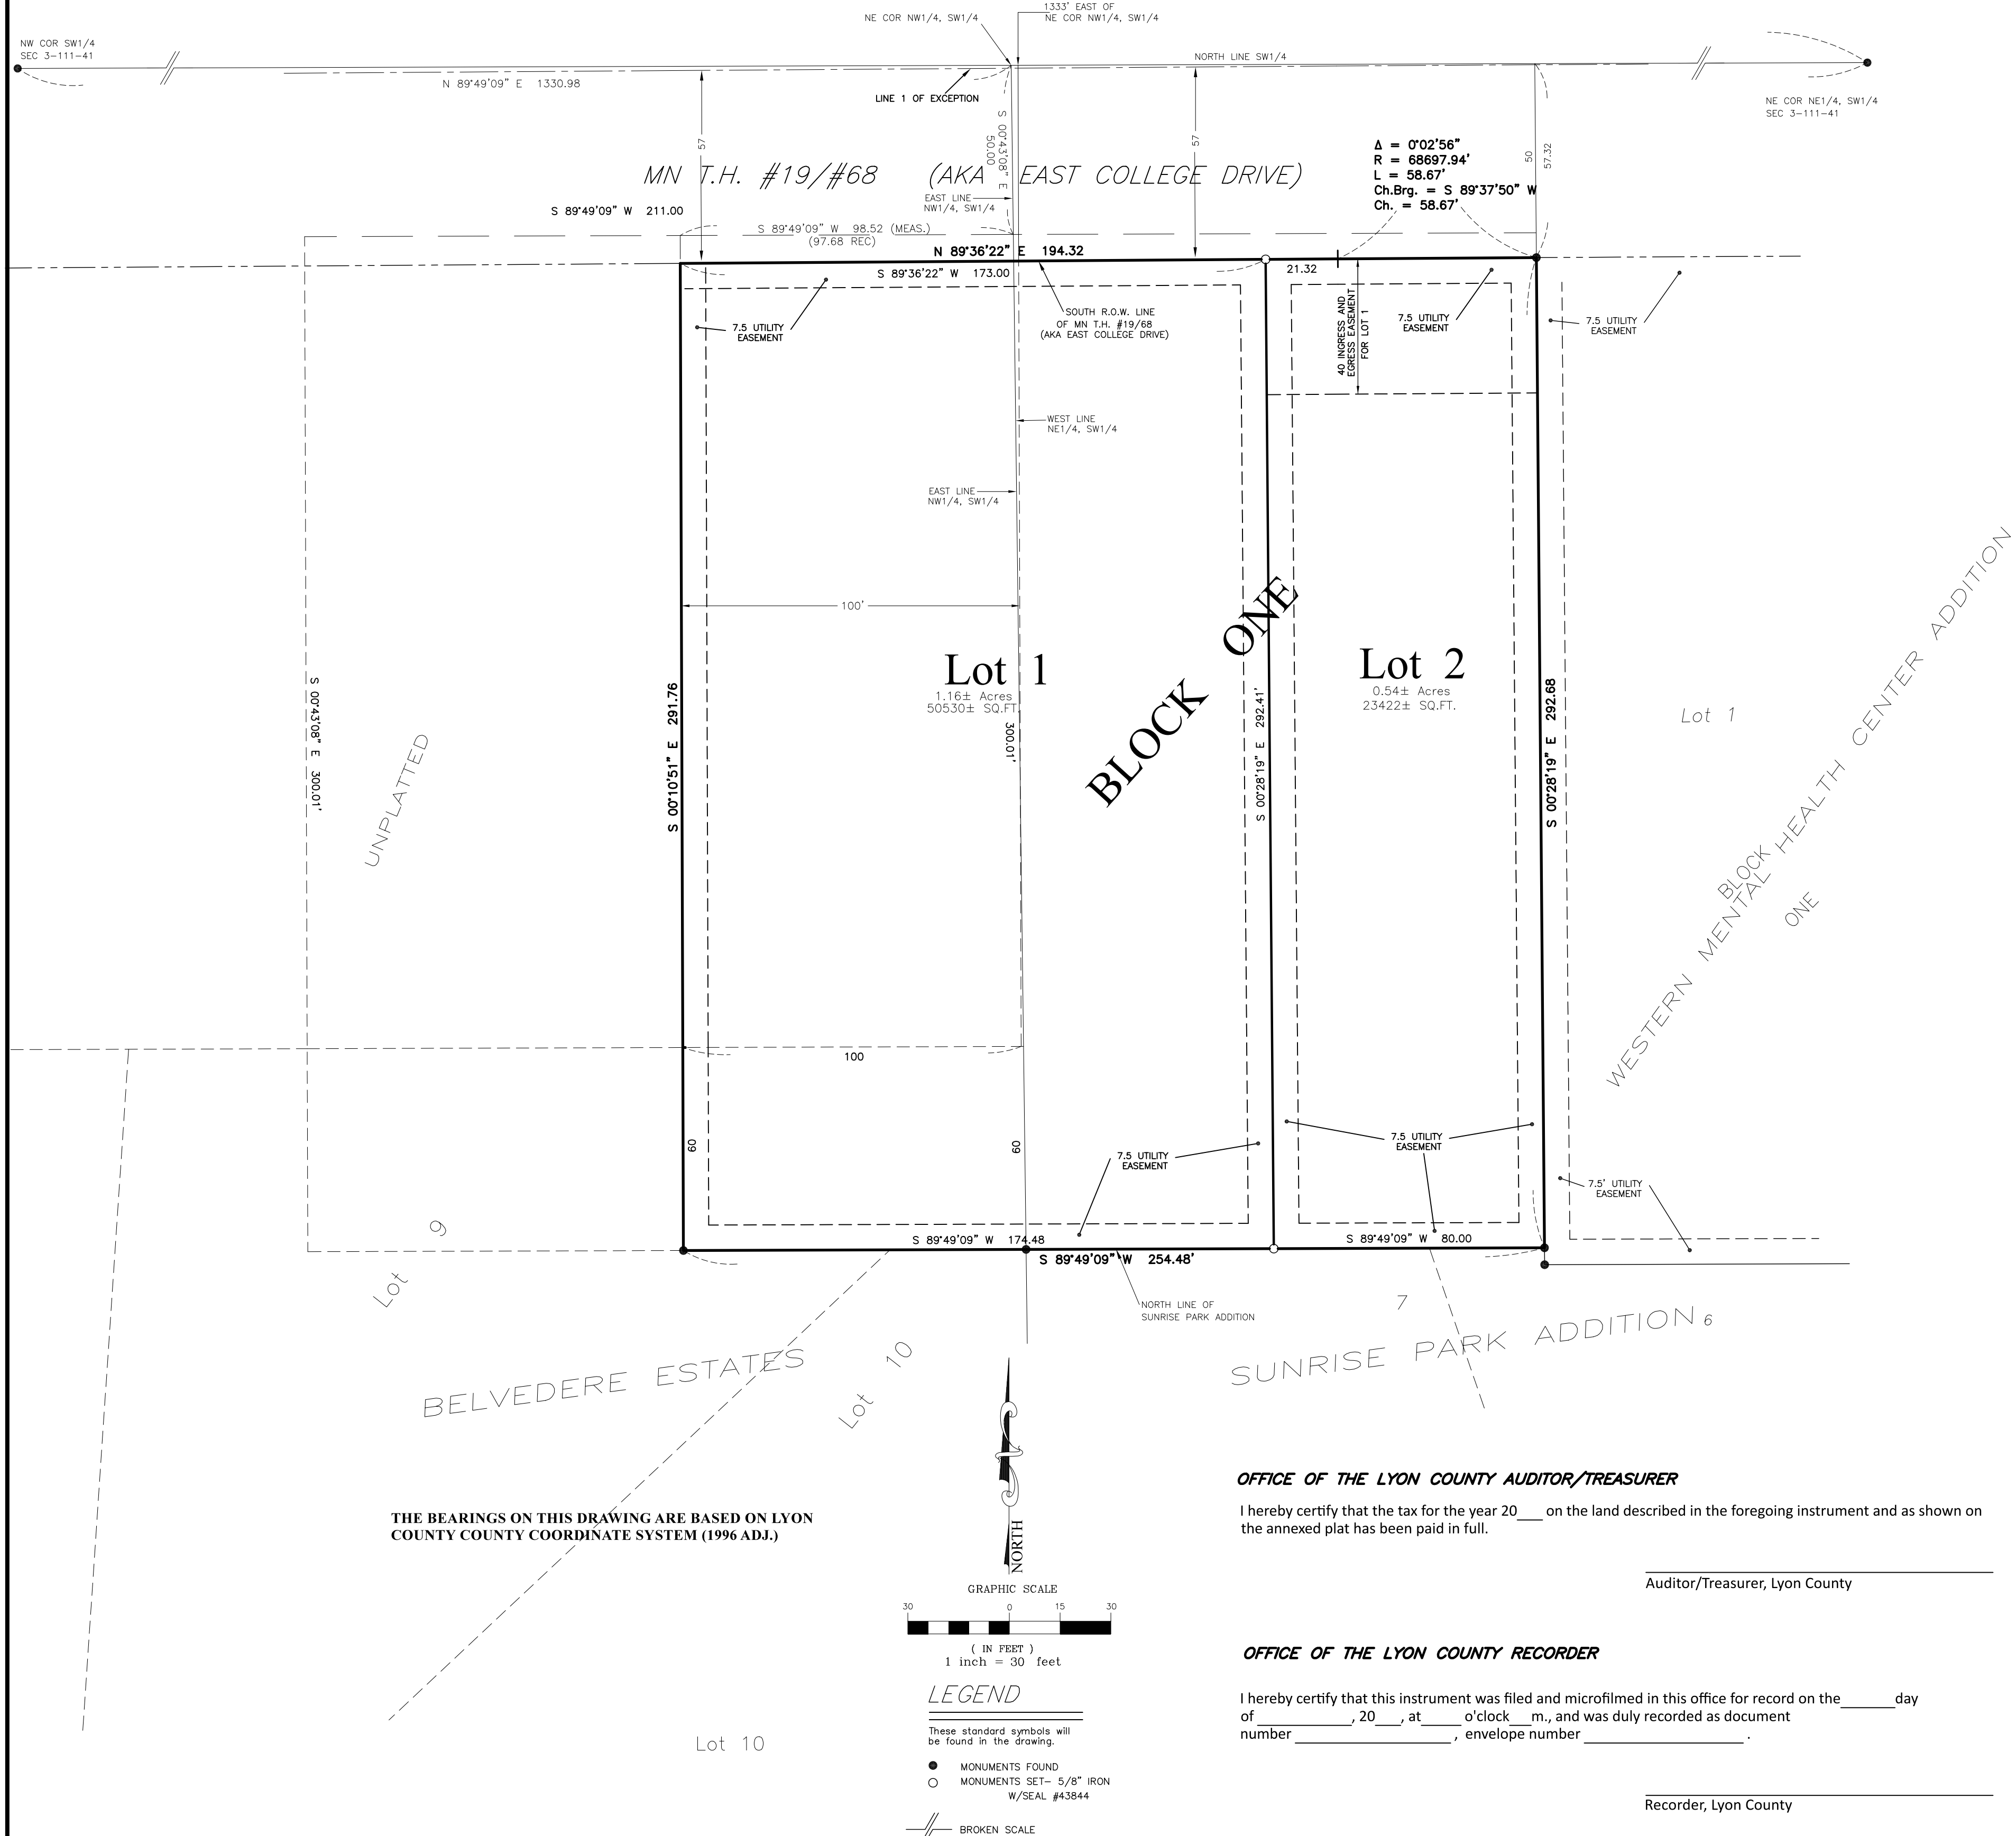 1333' EAST OF
NE COR NW1/4, SW1/4
NE COR NW1/4, SW1/4
NW COR SW1/4
SEC 3-111-41
NORTH LINE SW1/4
N 89°49'09" E 1330.98
LINE 1 OF EXCEPTION
NE COR NE1/4, SW1/4
SEC 3-111-41
57
S 00°43'08" E
50.00
57
50
57.32
Δ = 0°02'56"
R = 68697.94'
L = 58.67'
Ch.Brg. = S 89°37'50" W
Ch. = 58.67'
MN T.H. #19/#68 (AKA EAST COLLEGE DRIVE)
EAST LINE
NW1/4, SW1/4
S 89°49'09" W 211.00
S 89°49'09" W 98.52 (MEAS.)
(97.68 REC)
N 89°36'22" E 194.32
S 89°36'22" W 173.00
21.32
SOUTH R.O.W. LINE
OF MN T.H. #19/68
(AKA EAST COLLEGE DRIVE)
7.5 UTILITY
EASEMENT
40 INGRESS AND
EGRESS EASEMENT
FOR LOT 1
7.5 UTILITY
EASEMENT
7.5 UTILITY
EASEMENT
WEST LINE
NE1/4, SW1/4
EAST LINE
NW1/4, SW1/4
100'
BLOCK ONE
Lot 1
1.16± Acres
50530± SQ.FT.
300.01'
Lot 2
0.54± Acres
23422± SQ.FT.
S 00°43'08" E 300.01'
UNPLATTED
S 00°10'51" E 291.76
S 00°28'19" E 292.41'
S 00°28'19" E 292.68
Lot 1
WESTERN MENTAL HEALTH CENTER ADDITION
BLOCK
ONE
100
60
60
7.5 UTILITY
EASEMENT
7.5 UTILITY
EASEMENT
7.5' UTILITY
EASEMENT
S 89°49'09" W 174.48
S 89°49'09" W 80.00
S 89°49'09" W 254.48'
NORTH LINE OF
SUNRISE PARK ADDITION
Lot 9
7
6
SUNRISE PARK ADDITION
BELVEDERE ESTATES
Lot 10
THE BEARINGS ON THIS DRAWING ARE BASED ON LYON
COUNTY COUNTY COORDINATE SYSTEM (1996 ADJ.)
NORTH
GRAPHIC SCALE
30 0 15 30
( IN FEET )
1 inch = 30 feet
LEGEND
These standard symbols will
be found in the drawing.
MONUMENTS FOUND
MONUMENTS SET- 5/8" IRON
W/SEAL #43844
BROKEN SCALE
Lot 10
OFFICE OF THE LYON COUNTY AUDITOR/TREASURER
I hereby certify that the tax for the year 20___ on the land described in the foregoing instrument and as shown on
the annexed plat has been paid in full.
Auditor/Treasurer, Lyon County
OFFICE OF THE LYON COUNTY RECORDER
I hereby certify that this instrument was filed and microfilmed in this office for record on the_______day
of ____________, 20___, at_____ o'clock___m., and was duly recorded as document
number ____________________, envelope number ____________________.
Recorder, Lyon County